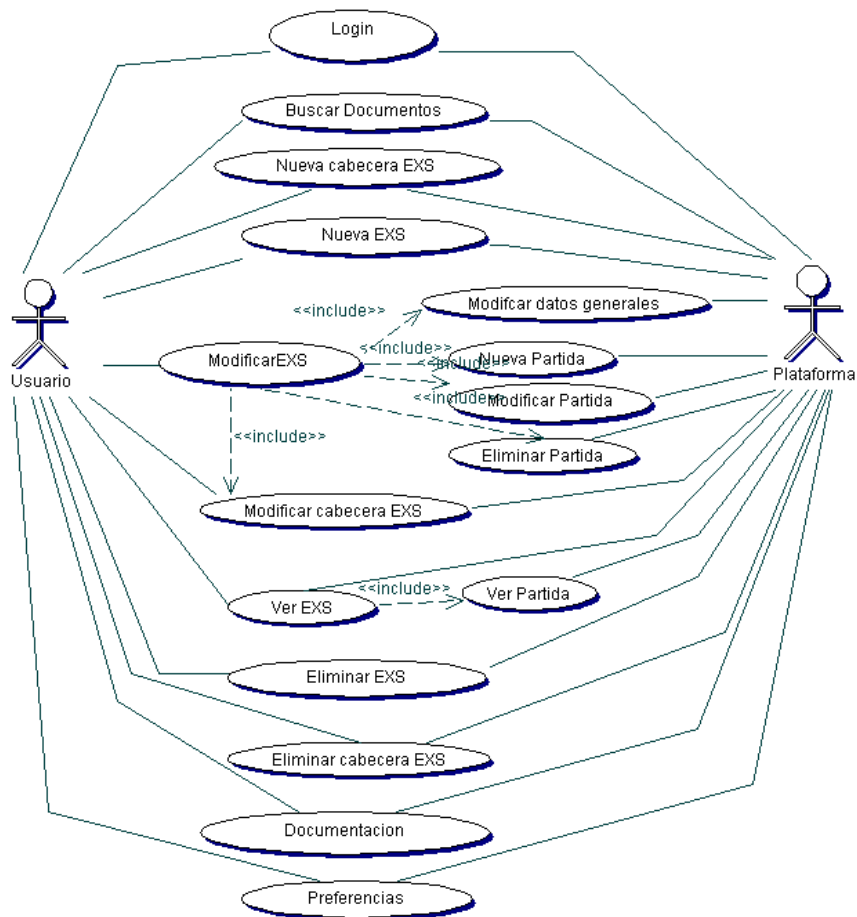 Login
Buscar Documentos
Nueva cabecera EXS
Nueva EXS
Modifcar datos generales
<<include>>
<<include>>
ModificarEXS
Nueva Partida
<<include>>
Usuario
Plataforma
<<include>>
Modificar Partida
<<include>>
Eliminar Partida
Modificar cabecera EXS
<<include>>
Ver EXS
Ver Partida
Eliminar EXS
Eliminar cabecera EXS
Documentacion
Preferencias